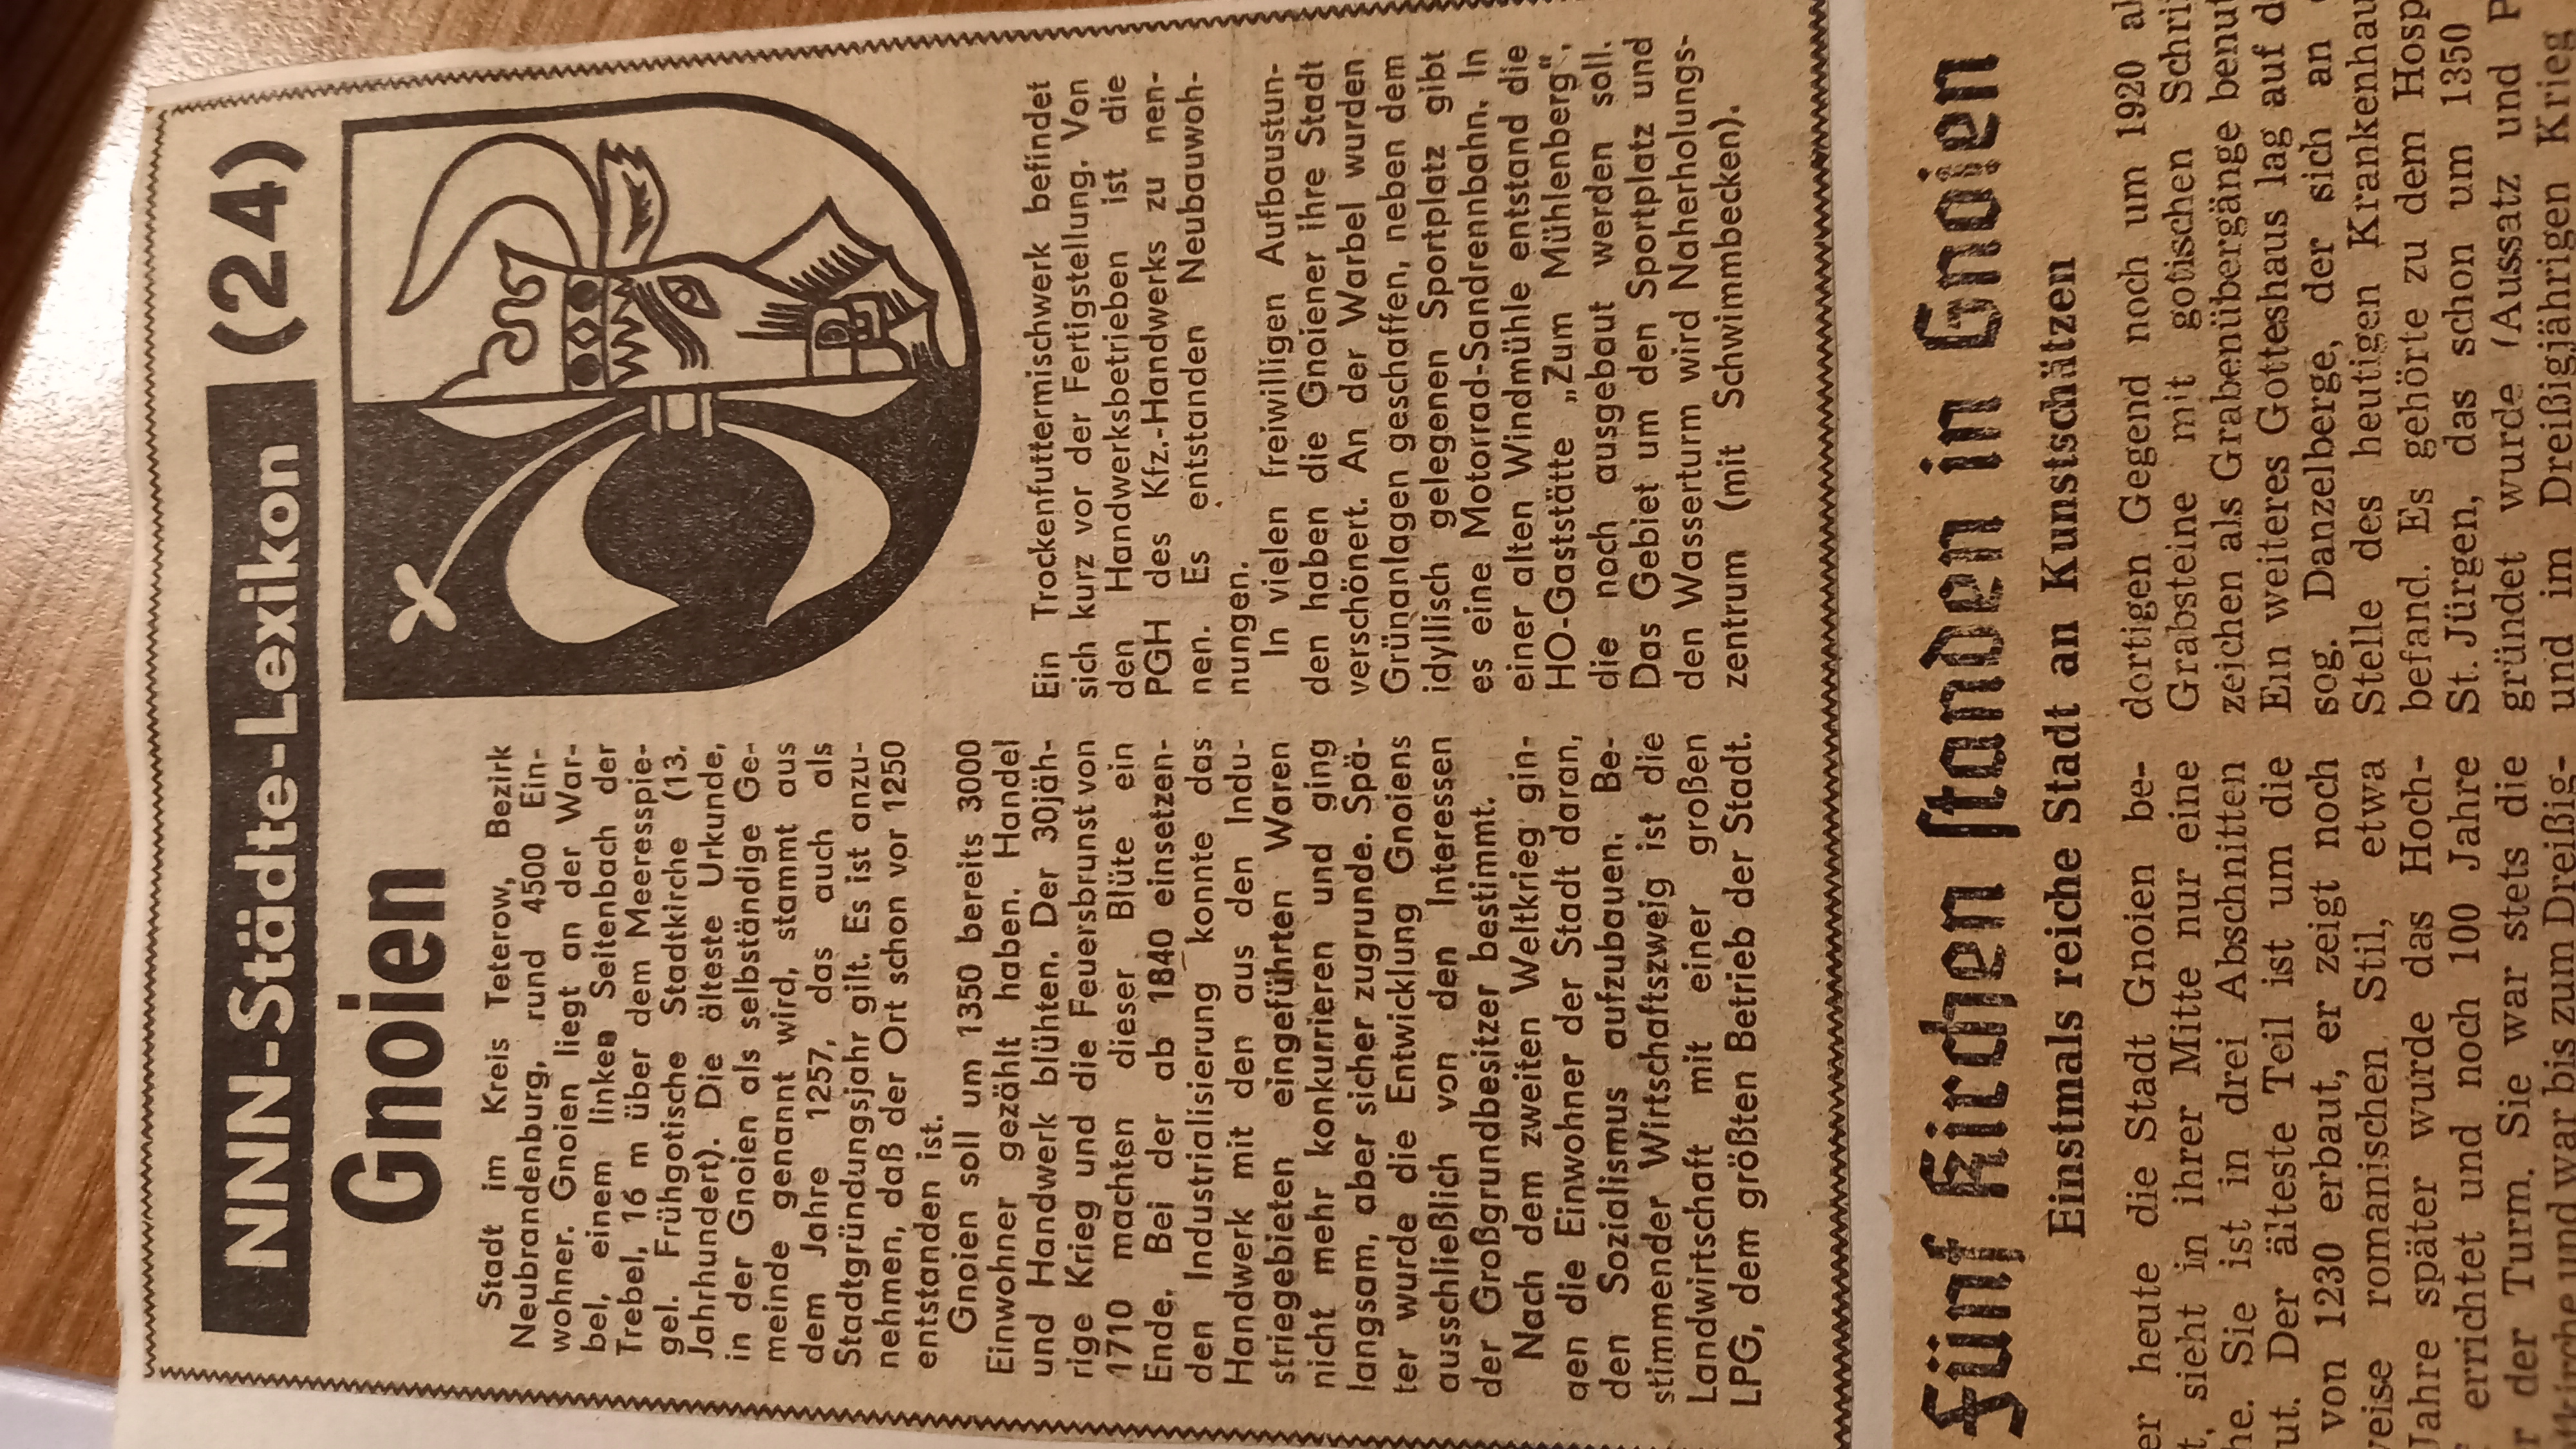 NNN-Städte-Lexikon (24)
Gnoien
Stadt im Kreis Teterow, Bezirk
Neubrandenburg, rund 4500 Ein-
wohner. Gnoien liegt an der War-
bel, einem linken Seitenbach der
Trebel, 16 m über dem Meeresspie-
gel. Frühgotische Stadtkirche (13.
Jahrhundert). Die älteste Urkunde,
in der Gnoien als selbständige Ge-
meinde genannt wird, stammt aus
dem Jahre 1257, das auch als
Stadtgründungsjahr gilt. Es ist anzu-
nehmen, daß der Ort schon vor 1250
entstanden ist.
Gnoien soll um 1350 bereits 3000
Einwohner gezählt haben. Handel
und Handwerk blühten. Der 30jäh-
rige Krieg und die Feuersbrunst von
1710 machten dieser Blüte ein
Ende. Bei der ab 1840 einsetzen-
den Industrialisierung konnte das
Handwerk mit den aus den Indu-
striegebieten eingeführten Waren
nicht mehr konkurrieren und ging
langsam, aber sicher zugrunde. Spä-
ter wurde die Entwicklung Gnoiens
ausschließlich von den Interessen
der Großgrundbesitzer bestimmt.
Nach dem zweiten Weltkrieg gin-
gen die Einwohner der Stadt daran,
den Sozialismus aufzubauen. Be-
stimmender Wirtschaftszweig ist die
Landwirtschaft mit einer großen
LPG, dem größten Betrieb der Stadt.
Ein Trockenfuttermischwerk befindet
sich kurz vor der Fertigstellung. Von
den Handwerksbetrieben ist die
PGH des Kfz.-Handwerks zu nen-
nen. Es entstanden Neubauwoh-
nungen.
In vielen freiwilligen Aufbaustun-
den haben die Gnoiener ihre Stadt
verschönert. An der Warbel wurden
Grünanlagen geschaffen, neben dem
idyllisch gelegenen Sportplatz gibt
es eine Motorrad-Sandrennbahn. In
einer alten Windmühle entstand die
HO-Gaststätte „Zum Mühlenberg",
die noch ausgebaut werden soll.
Das Gebiet um den Sportplatz und
den Wasserturm wird Naherholungs-
zentrum (mit Schwimmbecken).
Fünf Kirchen standen in Gnoien
Einstmals reiche Stadt an Kunstschätzen
er heute die Stadt Gnoien be-
t, sieht in ihrer Mitte nur eine
he. Sie ist in drei Abschnitten
ut. Der älteste Teil ist um die
von 1230 erbaut, er zeigt noch
eise romanischen Stil, etwa
Jahre später wurde das Hoch-
errichtet und noch 100 Jahre
r der Turm. Sie war stets die
tkirche und war bis zum Dreißig-
dortigen Gegend noch um 1920 al
Grabsteine mit gotischen Schri
zeichen als Grabenübergänge benut
Ein weiteres Gotteshaus lag auf d
sog. Danzelberge, der sich an
Stelle des heutigen Krankenhau
befand. Es gehörte zu dem Hosp
St. Jürgen, das schon um 1350
gründet wurde (Aussatz und P
und im Dreißigjährigen Krieg